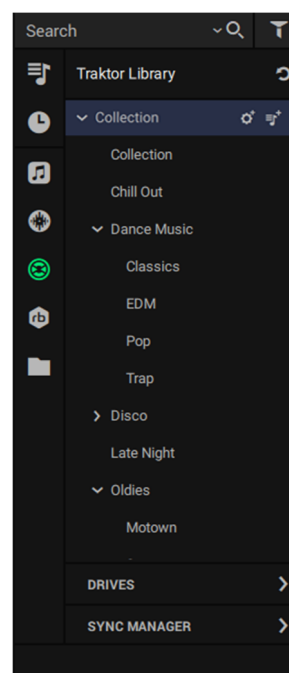 Search
Traktor Library
Collection
Collection
Chill Out
Dance Music
Classics
EDM
Pop
Trap
Disco
Late Night
Oldies
Motown
DRIVES
SYNC MANAGER
rb